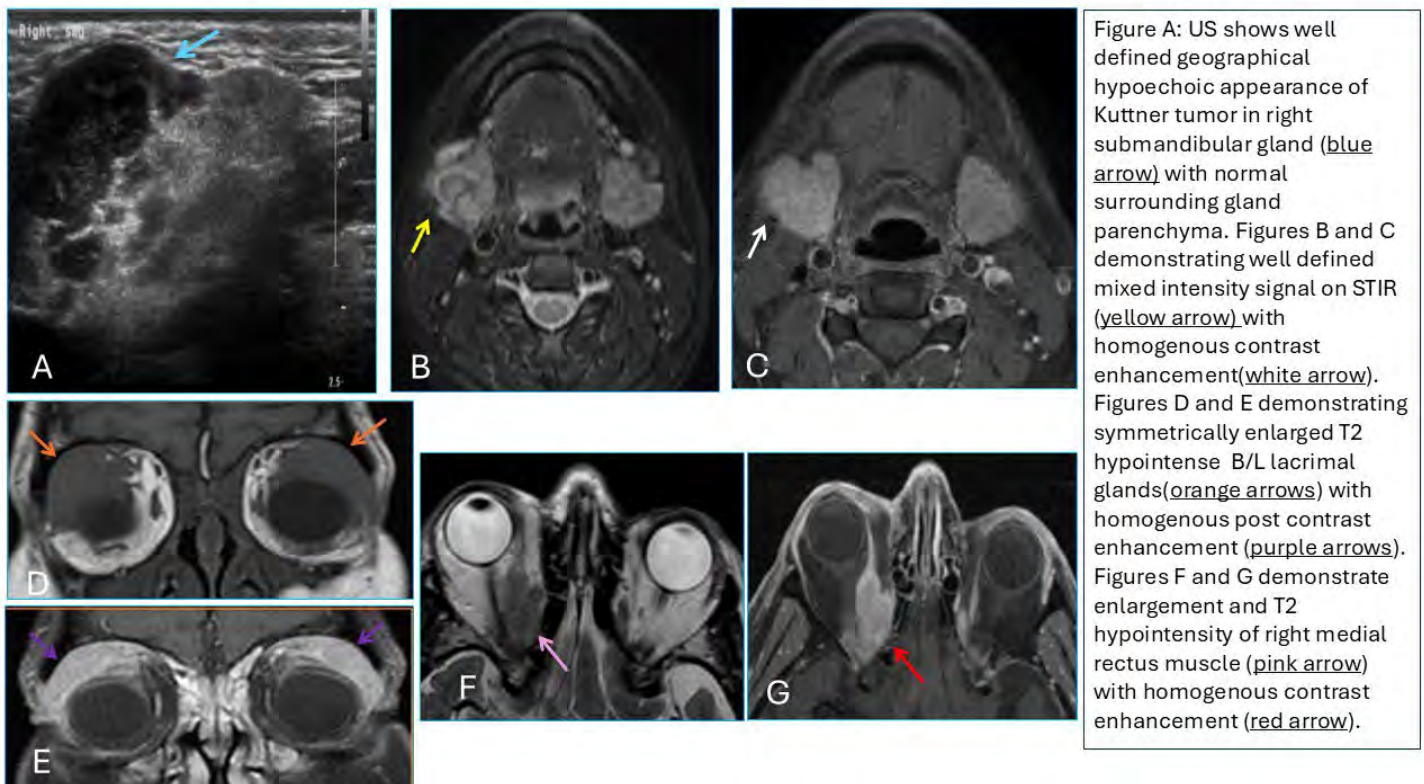 Right smg
A
2.5-
B
C
D
E
F
G
Figure A: US shows well
defined geographical
hypoechoic appearance of
Kuttner tumor in right
submandibular gland (blue
arrow) with normal
surrounding gland
parenchyma. Figures B and C
demonstrating well defined
mixed intensity signal on STIR
(yellow arrow) with
homogenous contrast
enhancement(white arrow).
Figures D and E demonstrating
symmetrically enlarged T2
hypointense B/L lacrimal
glands(orange arrows) with
homogenous post contrast
enhancement (purple arrows).
Figures F and G demonstrate
enlargement and T2
hypointensity of right medial
rectus muscle (pink arrow)
with homogenous contrast
enhancement (red arrow).